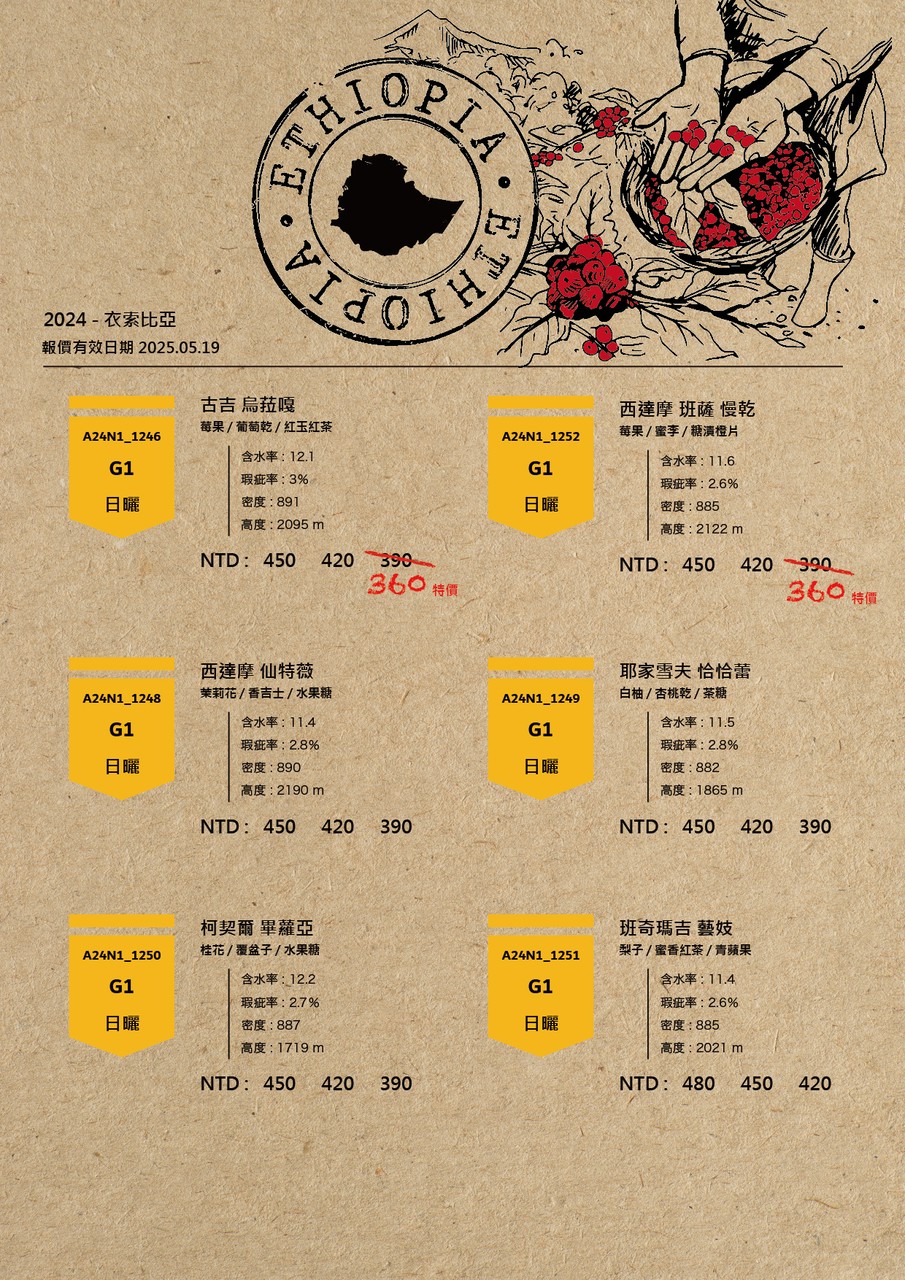 ETHIOPIA · ETHIOPIA ·
2024 - 衣索比亞
報價有效日期 2025.05.19
A24N1_1246
G1
日曬
古吉 烏菈嘎
莓果 / 葡萄乾 / 紅玉紅茶
含水率 : 12.1
瑕疵率 : 3%
密度 : 891
高度 : 2095 m
NTD : 450 420 390
360 特價
A24N1_1252
G1
日曬
西達摩 班薩 慢乾
莓果 / 蜜李 / 糖漬橙片
含水率 : 11.6
瑕疵率 : 2.6%
密度 : 885
高度 : 2122 m
NTD : 450 420 390
360 特價
A24N1_1248
G1
日曬
西達摩 仙特薇
茉莉花 / 香吉士 / 水果糖
含水率 : 11.4
瑕疵率 : 2.8%
密度 : 890
高度 : 2190 m
NTD : 450 420 390
A24N1_1249
G1
日曬
耶家雪夫 恰恰蕾
白柚 / 杏桃乾 / 茶糖
含水率 : 11.5
瑕疵率 : 2.8%
密度 : 882
高度 : 1865 m
NTD : 450 420 390
A24N1_1250
G1
日曬
柯契爾 畢蘿亞
桂花 / 覆盆子 / 水果糖
含水率 : 12.2
瑕疵率 : 2.7%
密度 : 887
高度 : 1719 m
NTD : 450 420 390
A24N1_1251
G1
日曬
班奇瑪吉 藝妓
梨子 / 蜜香紅茶 / 青蘋果
含水率 : 11.4
瑕疵率 : 2.6%
密度 : 885
高度 : 2021 m
NTD : 480 450 420